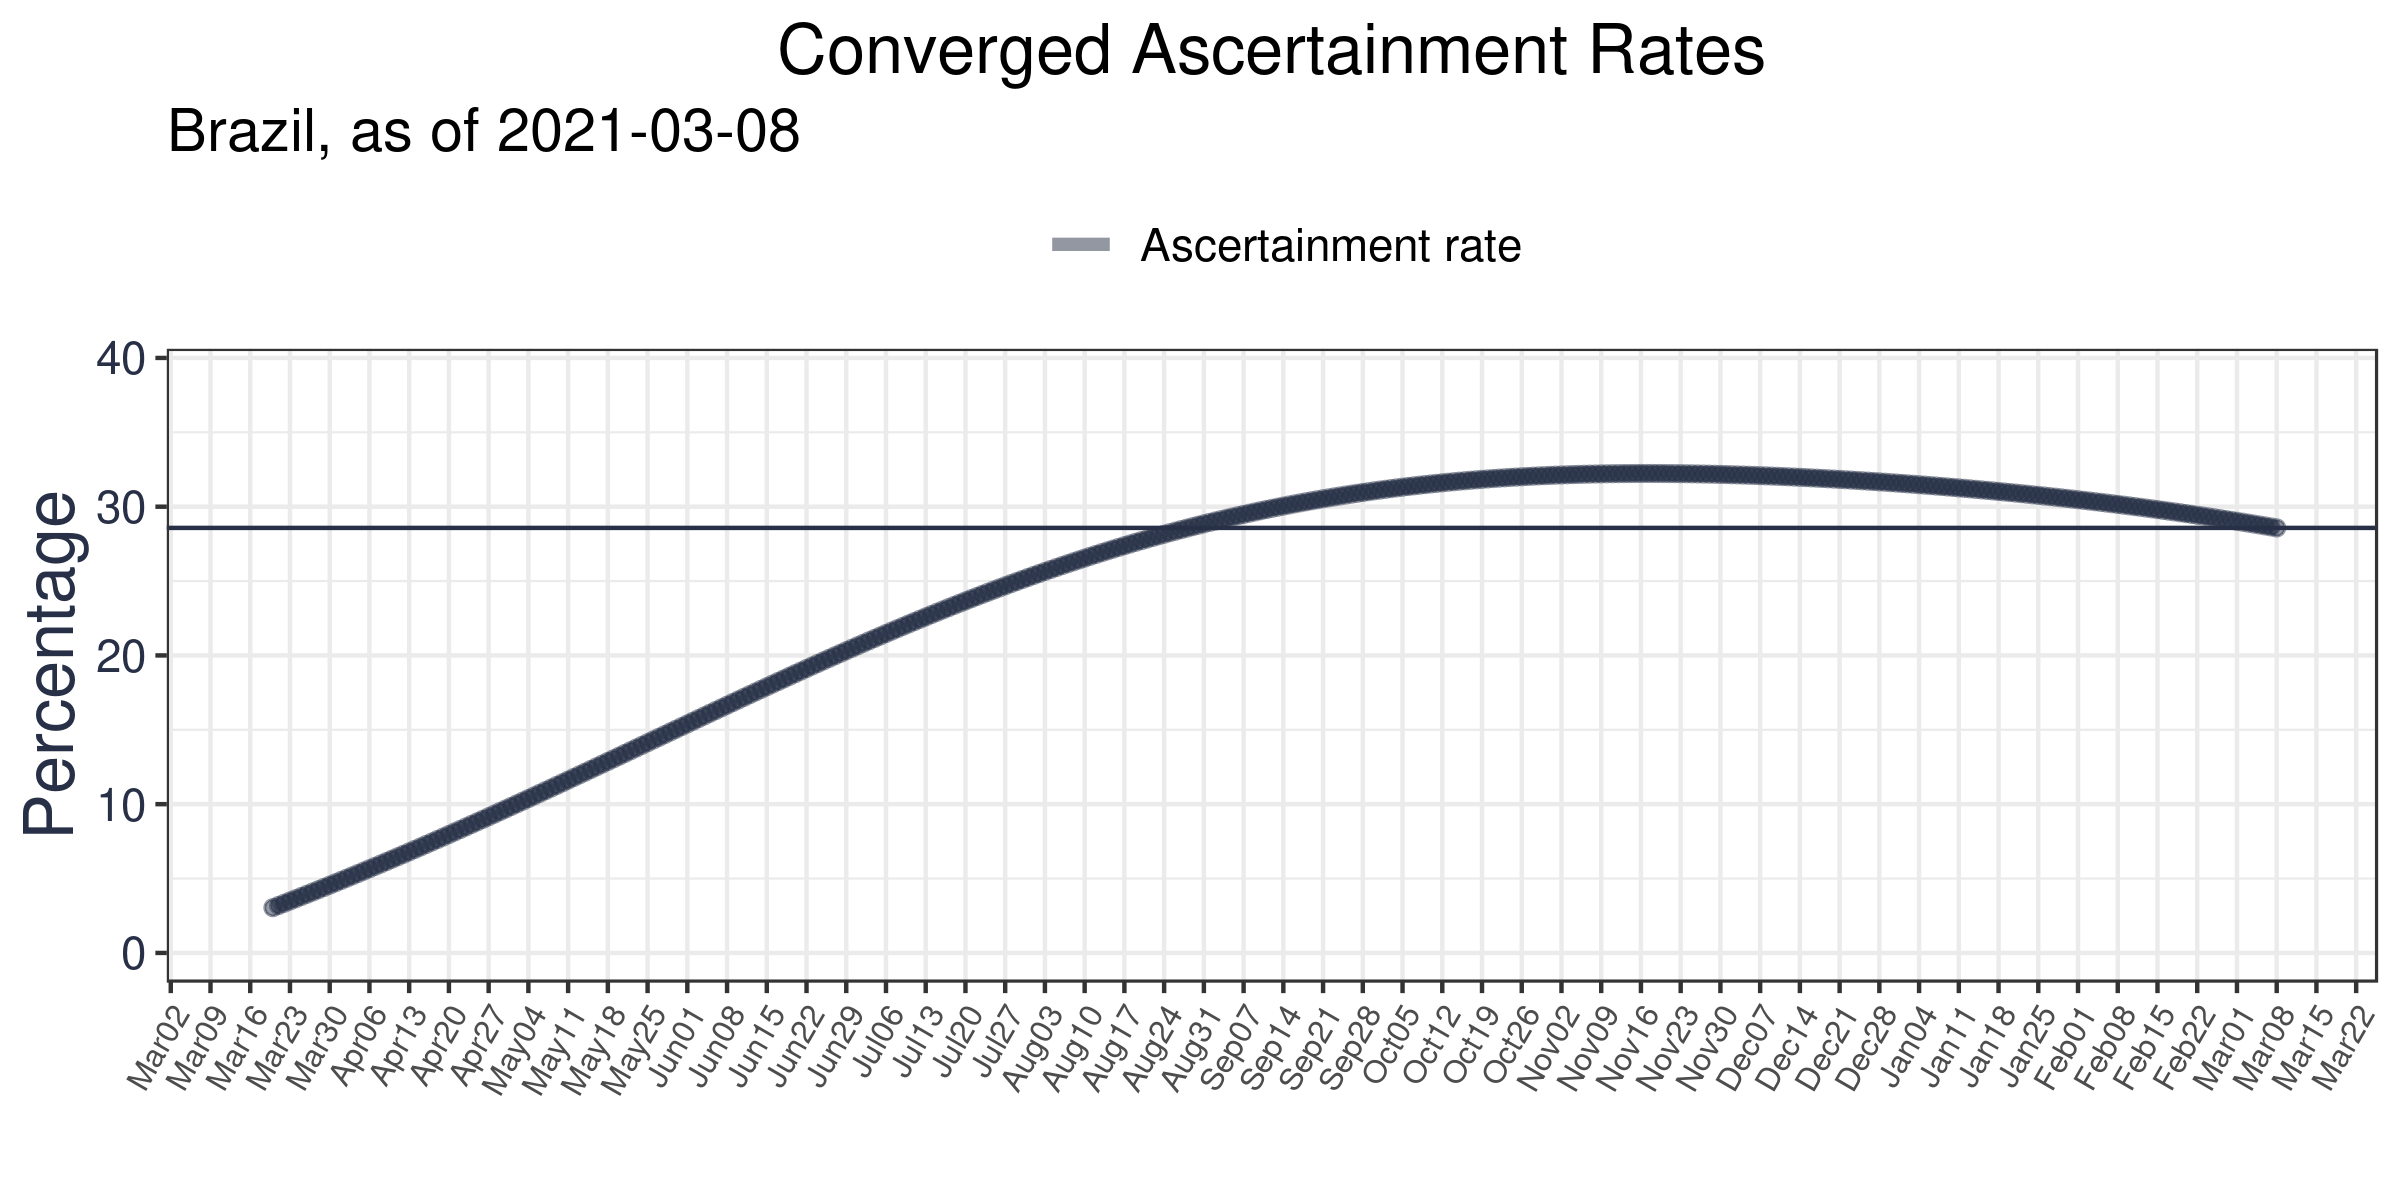 Converged Ascertainment Rates
Brazil, as of 2021-03-08
Ascertainment rate
Percentage
40
30
20
10
0
Mar02 Mar09 Mar16 Mar23 Mar30 Apr06 Apr13 Apr20 Apr27 May04 May11 May18 May25 Jun01 Jun08 Jun15 Jun22 Jun29 Jul06 Jul13 Jul20 Jul27 Aug03 Aug10 Aug17 Aug24 Aug31 Sep07 Sep14 Sep21 Sep28 Oct05 Oct12 Oct19 Oct26 Nov02 Nov09 Nov16 Nov23 Nov30 Dec07 Dec14 Dec21 Dec28 Jan04 Jan11 Jan18 Jan25 Feb01 Feb08 Feb15 Feb22 Mar01 Mar08 Mar15 Mar22